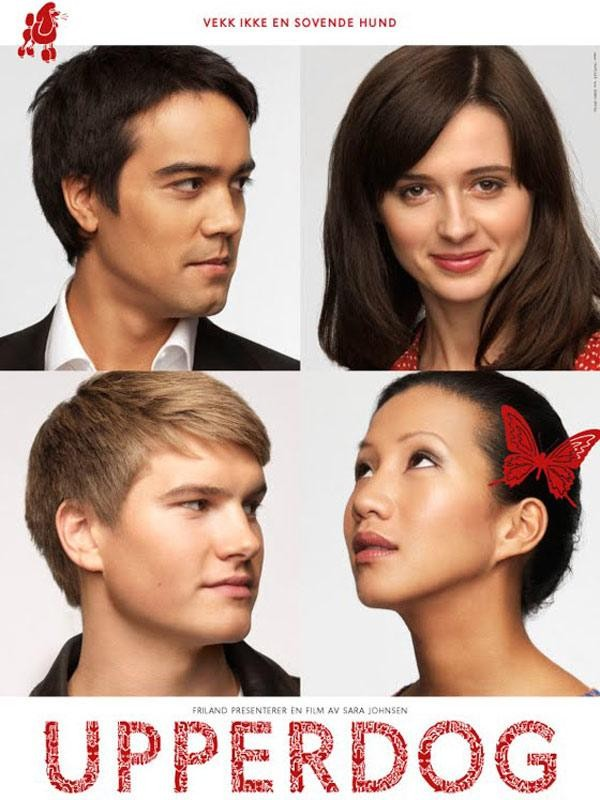 VEKK IKKE EN SOVENDE HUND
FRILAND PRESENTERER EN FILM AV SARA JOHNSEN
UPPERDOG